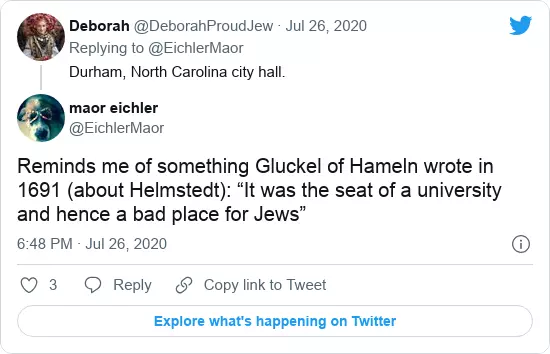 Deborah @DeborahProudJew · Jul 26, 2020
Replying to @EichlerMaor
Durham, North Carolina city hall.
maor eichler
@EichlerMaor
Reminds me of something Gluckel of Hameln wrote in
1691 (about Helmstedt): “It was the seat of a university
and hence a bad place for Jews”
6:48 PM · Jul 26, 2020
3 Reply Copy link to Tweet
Explore what's happening on Twitter